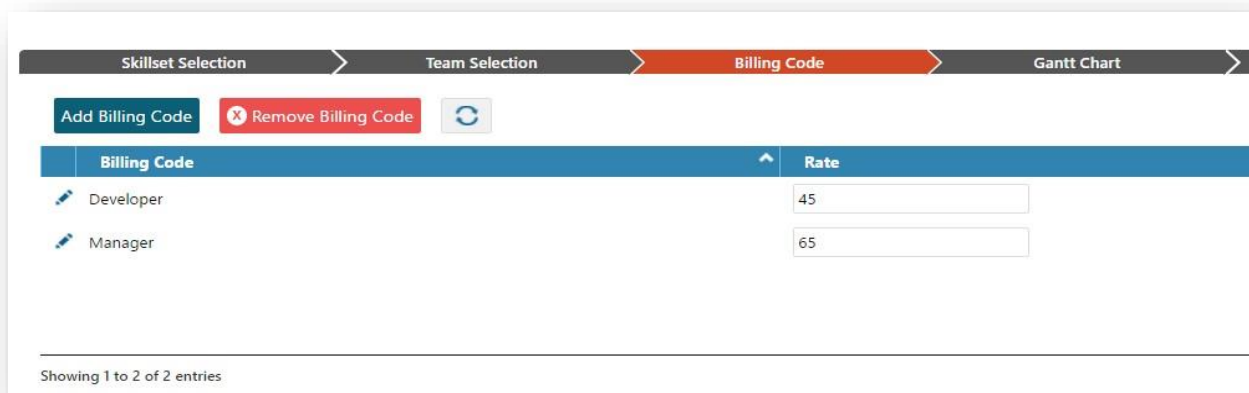 Skillset Selection Team Selection Billing Code Gantt Chart
Add Billing Code Remove Billing Code
Billing Code Rate
Developer 45
Manager 65
Showing 1 to 2 of 2 entries